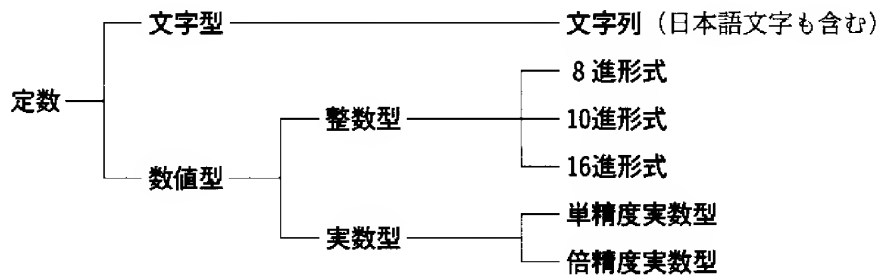 文字型 文字列（日本語文字も含む）
8進形式
定数 整数型 10進形式
数値型 16進形式
実数型 単精度実数型
倍精度実数型